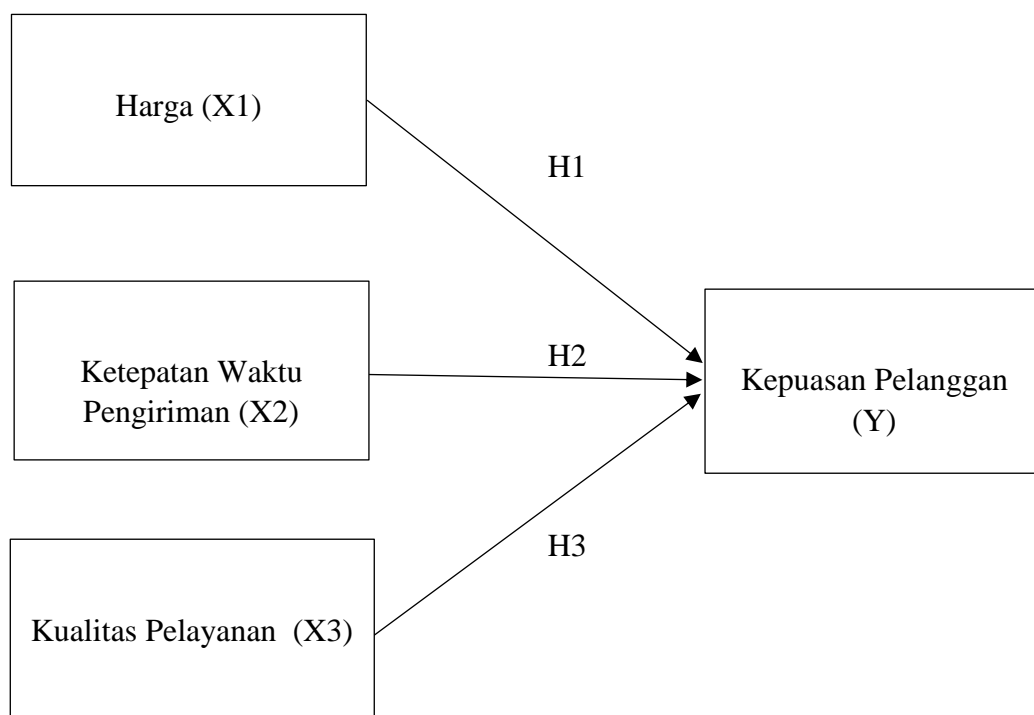 Harga (X1)
H1
Ketepatan Waktu
Pengiriman (X2)
H2
Kepuasan Pelanggan
(Y)
H3
Kualitas Pelayanan  (X3)